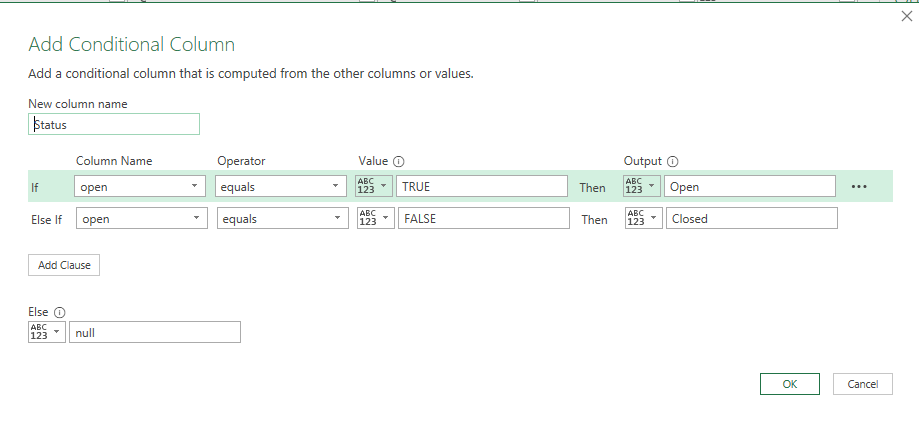 Add Conditional Column
Add a conditional column that is computed from the other columns or values.
New column name
Status
Column Name Operator Value Output
If open equals ABC 123 TRUE Then ABC 123 Open ...
Else If open equals ABC 123 FALSE Then ABC 123 Closed
Add Clause
Else
ABC 123 null
OK Cancel